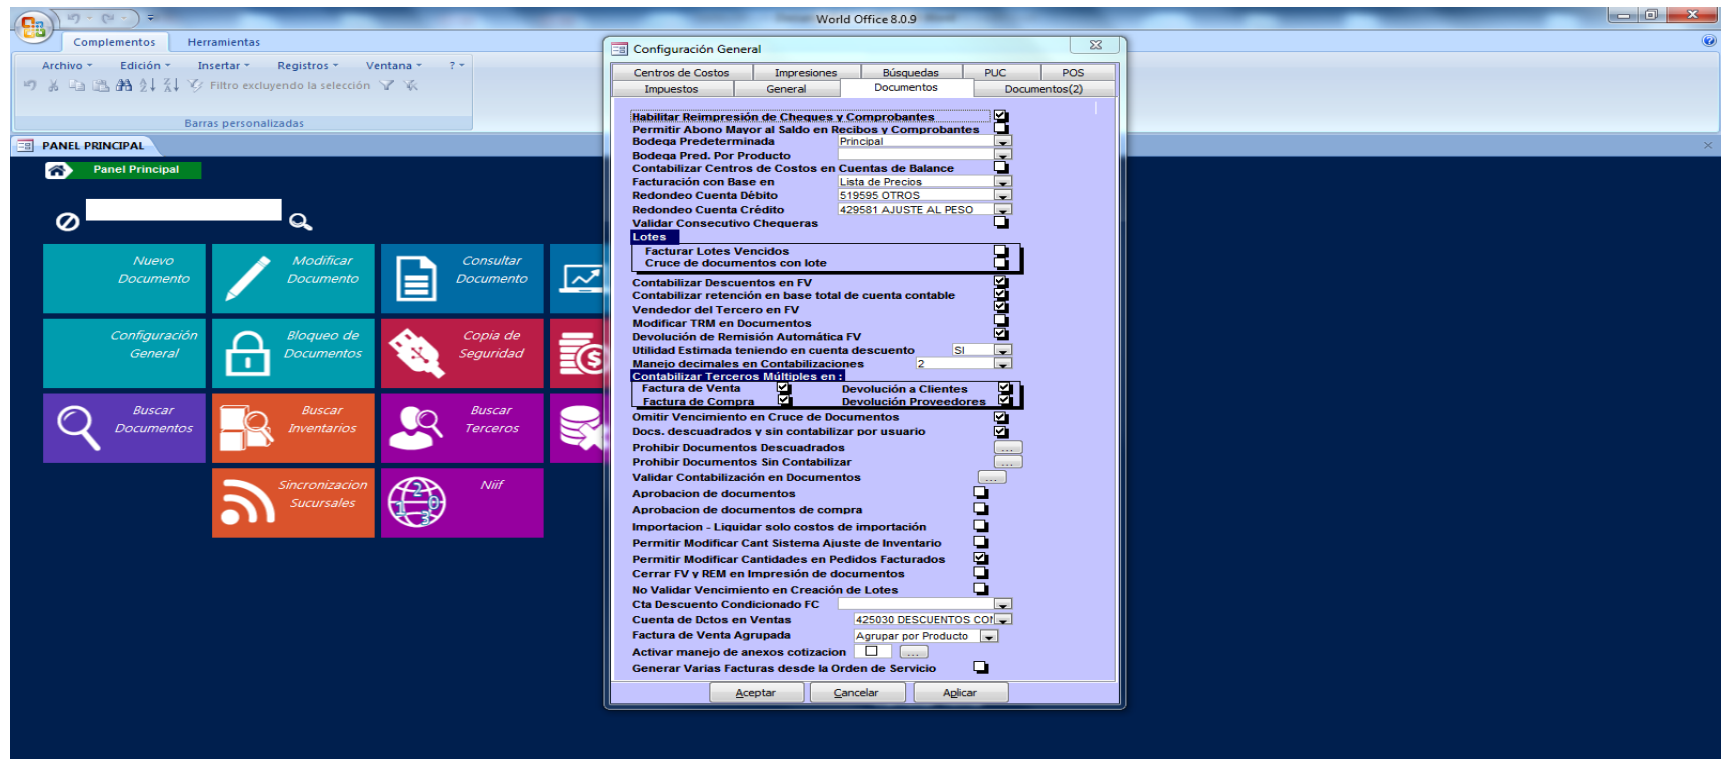 World Office 8.0.9
Complementos Herramientas
Archivo Edición Insertar Registros Ventana ?
Filtro excluyendo la selección
Barras personalizadas
PANEL PRINCIPAL
Panel Principal
Nuevo Documento
Modificar Documento
Consultar Documento
Configuración General
Bloqueo de Documentos
Copia de Seguridad
Buscar Documentos
Buscar Inventarios
Buscar Terceros
Sincronizacion Sucursales
Niif
Configuración General
Centros de Costos Impresiones Búsquedas PUC POS
Impuestos General Documentos Documentos(2)
Habilitar Reimpresión de Cheques y Comprobantes
Permitir Abono Mayor al Saldo en Recibos y Comprobantes
Bodega Predeterminada Principal
Bodega Pred. Por Producto
Contabilizar Centros de Costos en Cuentas de Balance
Facturación con Base en Lista de Precios
Redondeo Cuenta Débito 519595 OTROS
Redondeo Cuenta Crédito 429581 AJUSTE AL PESO
Validar Consecutivo Chequeras
Lotes
Facturar Lotes Vencidos
Cruce de documentos con lote
Contabilizar Descuentos en FV
Contabilizar retención en base total de cuenta contable
Vendedor del Tercero en FV
Modificar TRM en Documentos
Devolución de Remisión Automática FV
Utilidad Estimada teniendo en cuenta descuento SI
Manejo decimales en Contabilizaciones 2
Contabilizar Terceros Múltiples en :
Factura de Venta Devolución a Clientes
Factura de Compra Devolución Proveedores
Omitir Vencimiento en Cruce de Documentos
Docs. descuadrados y sin contabilizar por usuario
Prohibir Documentos Descuadrados ...
Prohibir Documentos Sin Contabilizar ...
Validar Contabilización en Documentos ...
Aprobacion de documentos
Aprobacion de documentos de compra
Importacion - Liquidar solo costos de importación
Permitir Modificar Cant Sistema Ajuste de Inventario
Permitir Modificar Cantidades en Pedidos Facturados
Cerrar FV y REM en Impresión de documentos
No Validar Vencimiento en Creación de Lotes
Cta Descuento Condicionado FC
Cuenta de Dctos en Ventas 425030 DESCUENTOS CON
Factura de Venta Agrupada Agrupar por Producto
Activar manejo de anexos cotizacion ...
Generar Varias Facturas desde la Orden de Servicio
Aceptar Cancelar Aplicar